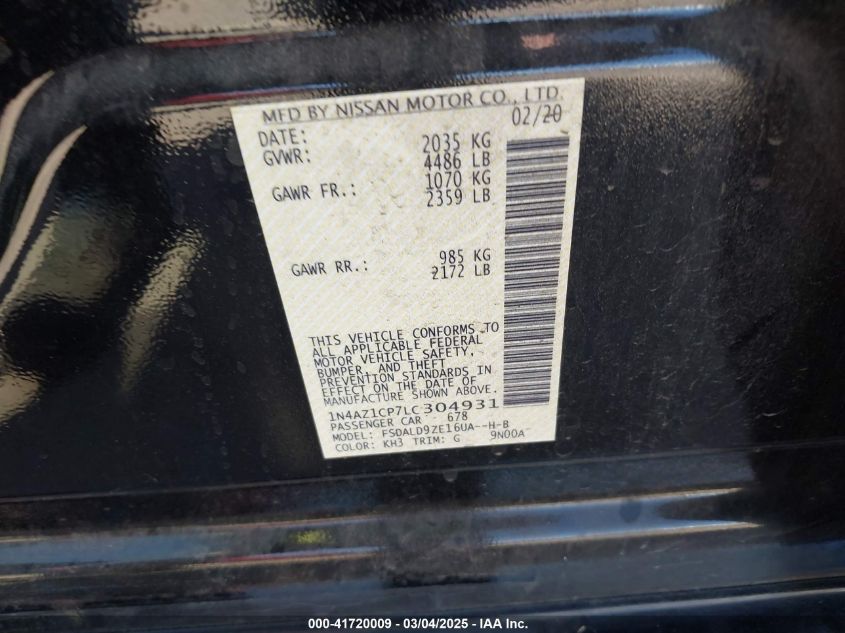 MFD BY NISSAN MOTOR CO., LTD.
DATE: 02/20
GVWR: 2035 KG
4486 LB
GAWR FR.: 1070 KG
2359 LB
GAWR RR.: 985 KG
2172 LB
THIS VEHICLE CONFORMS TO
ALL APPLICABLE FEDERAL
MOTOR VEHICLE SAFETY,
BUMPER, AND THEFT
PREVENTION STANDARDS IN
EFFECT ON THE DATE OF
MANUFACTURE SHOWN ABOVE.
1N4AZ1CP7LC304931
PASSENGER CAR 678
MODEL: FSDALD9ZE16UA--H-B
COLOR: KH3 TRIM: G 9N00A
000-41720009 - 03/04/2025 - IAA Inc.